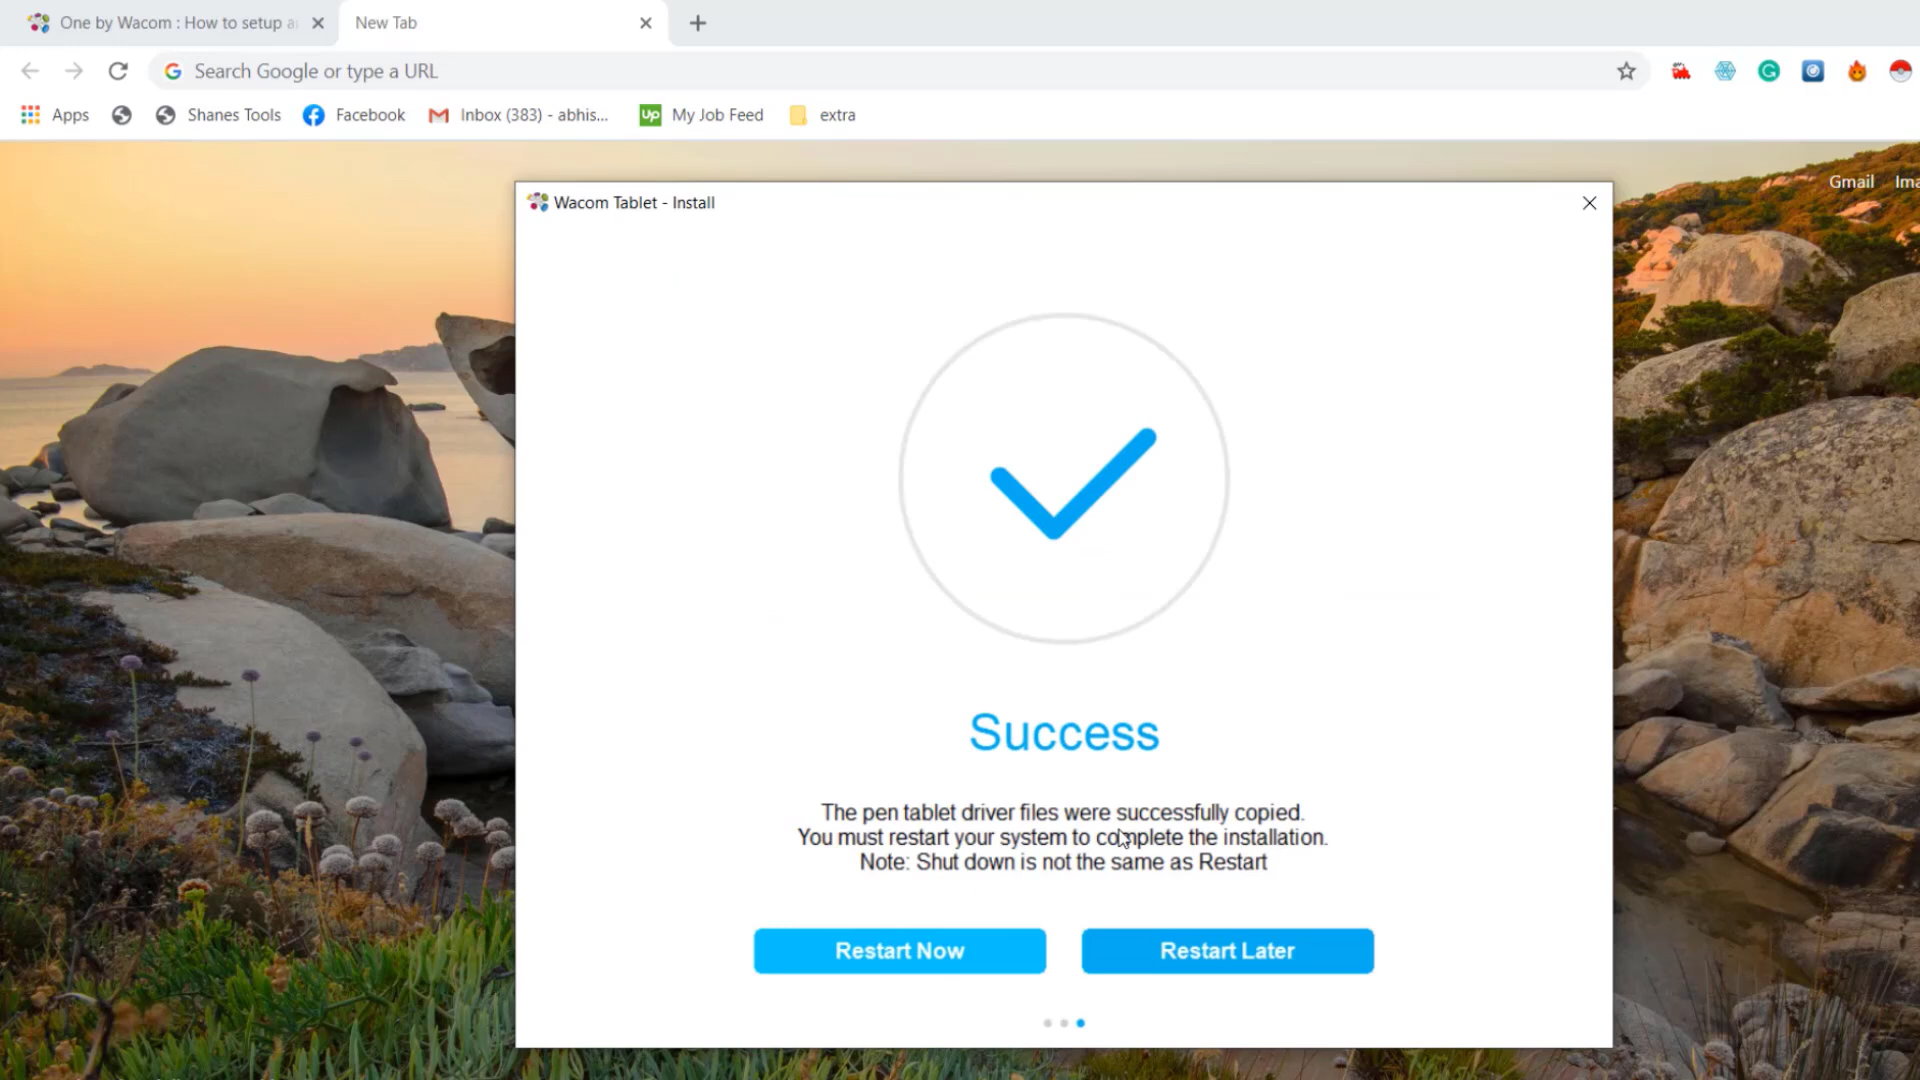 One by Wacom : How to setup a
New Tab
Search Google or type a URL
Apps
Shanes Tools
Facebook
Inbox (383) - abhis...
Up
My Job Feed
extra
Gmail
Ima
Wacom Tablet - Install
Success
The pen tablet driver files were successfully copied.
You must restart your system to complete the installation.
Note: Shut down is not the same as Restart
Restart Now
Restart Later